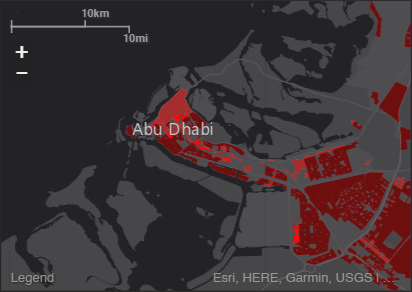 10km
10mi
+
−
Abu Dhabi
Legend
Esri, HERE, Garmin, USGS | ...